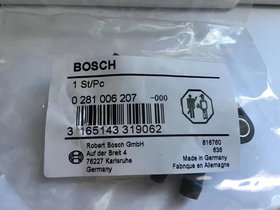 BOSCH
1 St/Pc
0 281 006 207 -000
3 165143 319062
Robert Bosch GmbH
Auf der Breit 4
76227 Karlsruhe
Germany
816760
636
Made in Germany
Fabriqué en Allemagne